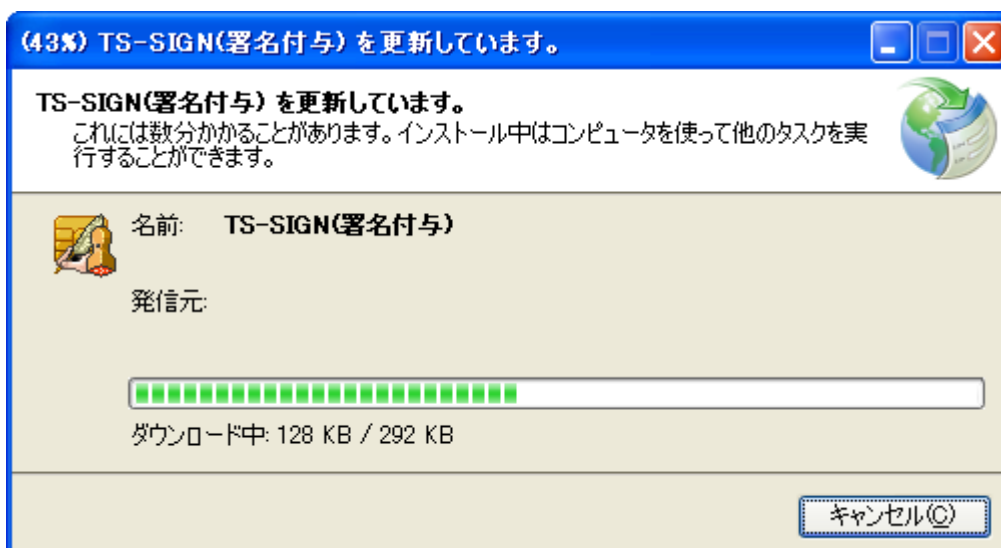 (43%) TS-SIGN(署名付与) を更新しています。
TS-SIGN(署名付与) を更新しています。
これには数分かかることがあります。インストール中はコンピュータを使って他のタスクを実
行することができます。
名前: TS-SIGN(署名付与)
発信元:
ダウンロード中: 128 KB / 292 KB
キャンセル(C)